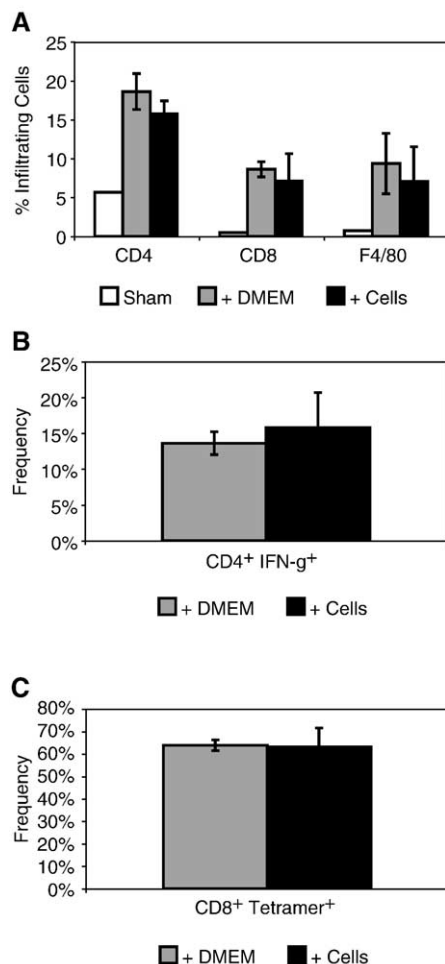 A
% Infiltrating Cells
25
20
15
10
5
0
CD4 CD8 F4/80
Sham + DMEM + Cells
B
Frequency
25%
20%
15%
10%
5%
0%
CD4+ IFN-g+
+ DMEM + Cells
C
Frequency
80%
70%
60%
50%
40%
30%
20%
10%
0%
CD8+ Tetramer+
+ DMEM + Cells